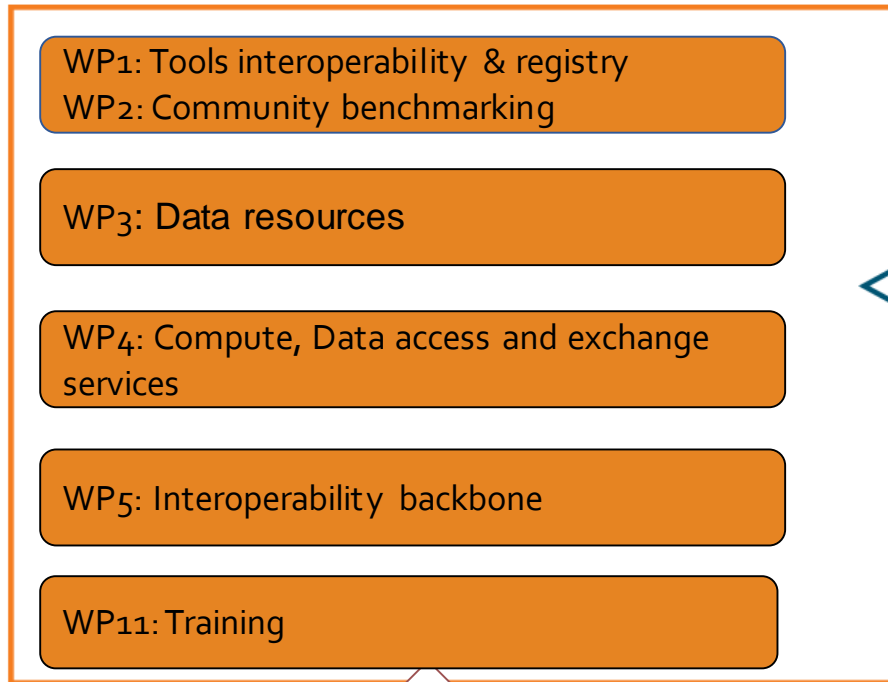 WP1: Tools interoperability & registry
WP2: Community benchmarking
WP3: Data resources
WP4: Compute, Data access and exchange
services
WP5: Interoperability backbone
WP11: Training